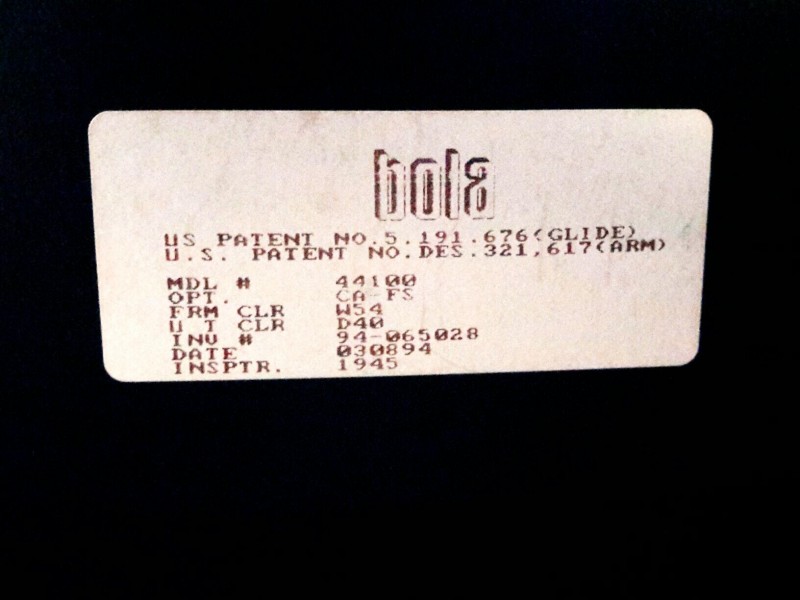 bola
US PATENT NO.5.191.676(GLIDE)
U.S. PATENT NO.DES.321,617(ARM)
MDL # 44100
OPT. CA-FS
FRM CLR W54
U T CLR D40
INV # 94-065028
DATE 030894
INSPTR. 1945